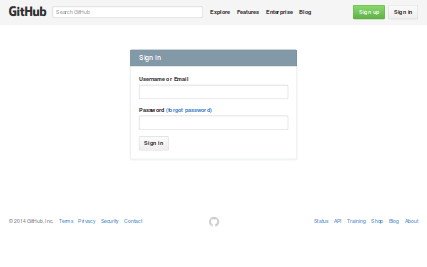 GitHub Search GitHub Explore Features Enterprise Blog Sign up Sign in
Sign in
Username or Email
Password (forgot password)
Sign in
© 2014 GitHub, Inc. Terms Privacy Security Contact Status API Training Shop Blog About